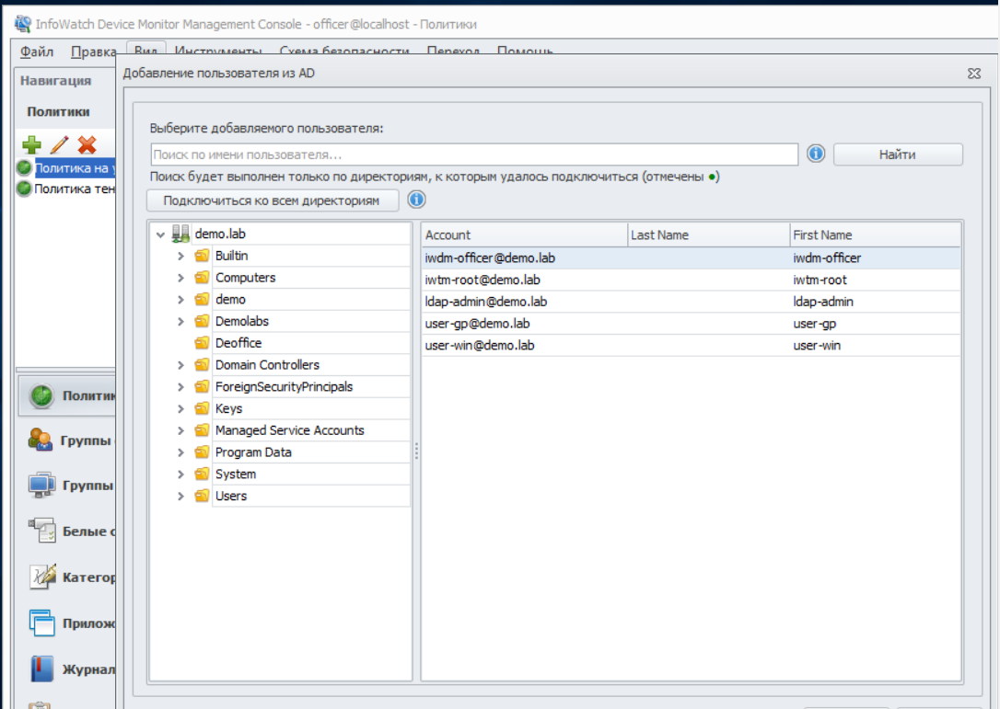 InfoWatch Device Monitor Management Console - officer@localhost - Политики
Файл Правка Вид Инструменты Схема безопасности Переход Помощь
Навигация
Добавление пользователя из AD
Политики
Выберите добавляемого пользователя:
Поиск по имени пользователя...
Найти
Поиск будет выполнен только по директориям, к которым удалось подключиться (отмечены ●)
Подключиться ко всем директориям
Политика на
Политика тен
demo.lab
Builtin
Computers
demo
Demolabs
Deoffice
Domain Controllers
ForeignSecurityPrincipals
Keys
Managed Service Accounts
Program Data
System
Users
Account Last Name First Name
iwdm-officer@demo.lab iwdm-officer
iwtm-root@demo.lab iwtm-root
ldap-admin@demo.lab ldap-admin
user-gp@demo.lab user-gp
user-win@demo.lab user-win
Политик
Группы
Группы
Белые с
Категор
Прилож
Журнал